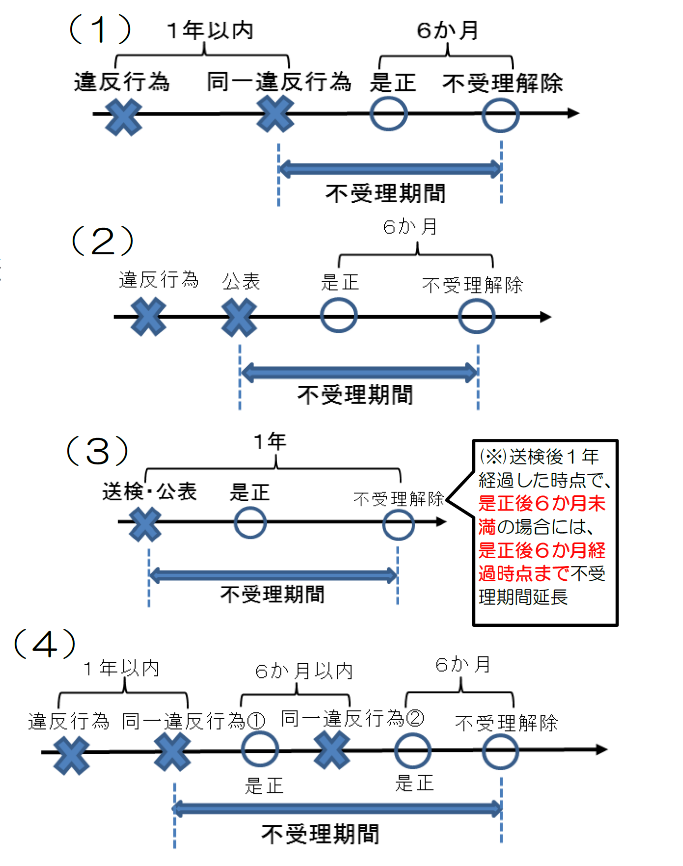 （１）
１年以内
６か月
違反行為
同一違反行為
是正
不受理解除
不受理期間
（２）
６か月
違反行為
公表
是正
不受理解除
不受理期間
（３）
１年
送検・公表
是正
不受理解除
不受理期間
(※)送検後１年
経過した時点で、
是正後６か月未
満の場合には、
是正後６か月経
過時点まで不受
理期間延長
（４）
１年以内
６か月以内
６か月
違反行為
同一違反行為①
同一違反行為②
不受理解除
是正
是正
不受理期間